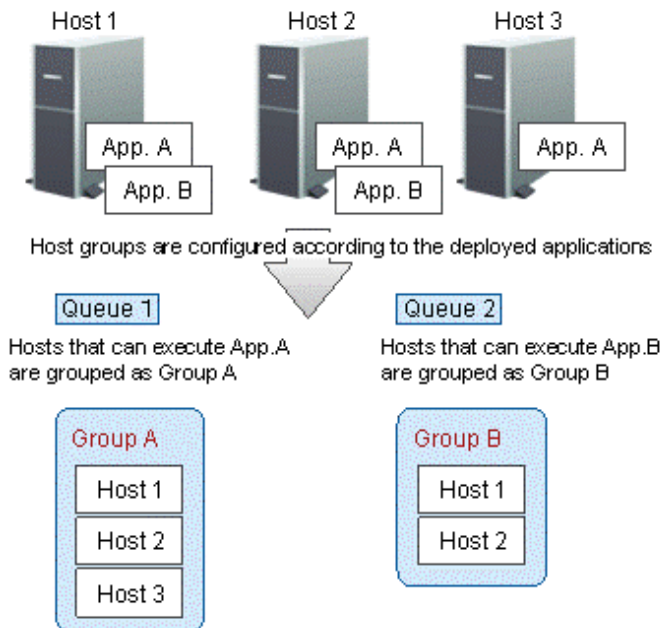 Host 1
Host 2
Host 3
App. A
App. B
App. A
App. B
App. A
Host groups are configured according to the deployed applications
Queue 1
Hosts that can execute App.A
are grouped as Group A
Group A
Host 1
Host 2
Host 3
Queue 2
Hosts that can execute App.B
are grouped as Group B
Group B
Host 1
Host 2